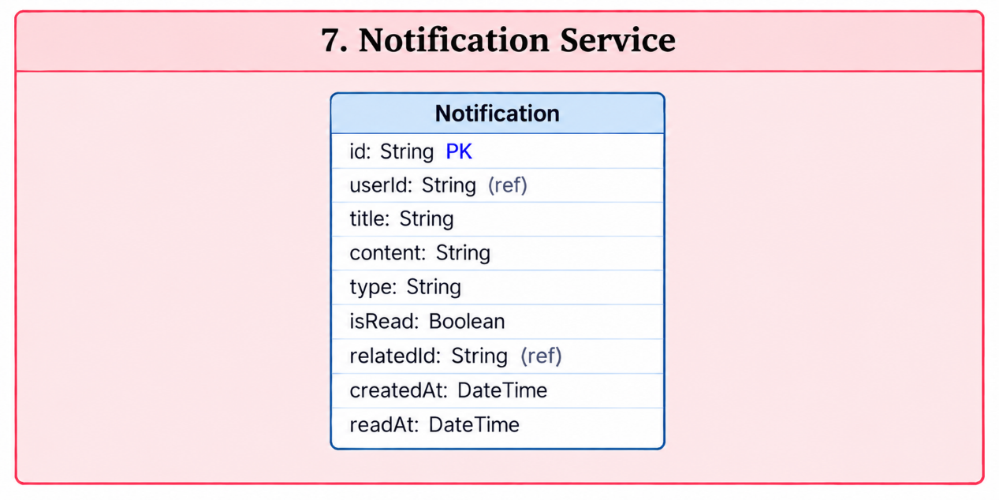 7. Notification Service
Notification
id: String PK
userId: String (ref)
title: String
content: String
type: String
isRead: Boolean
relatedId: String (ref)
createdAt: DateTime
readAt: DateTime